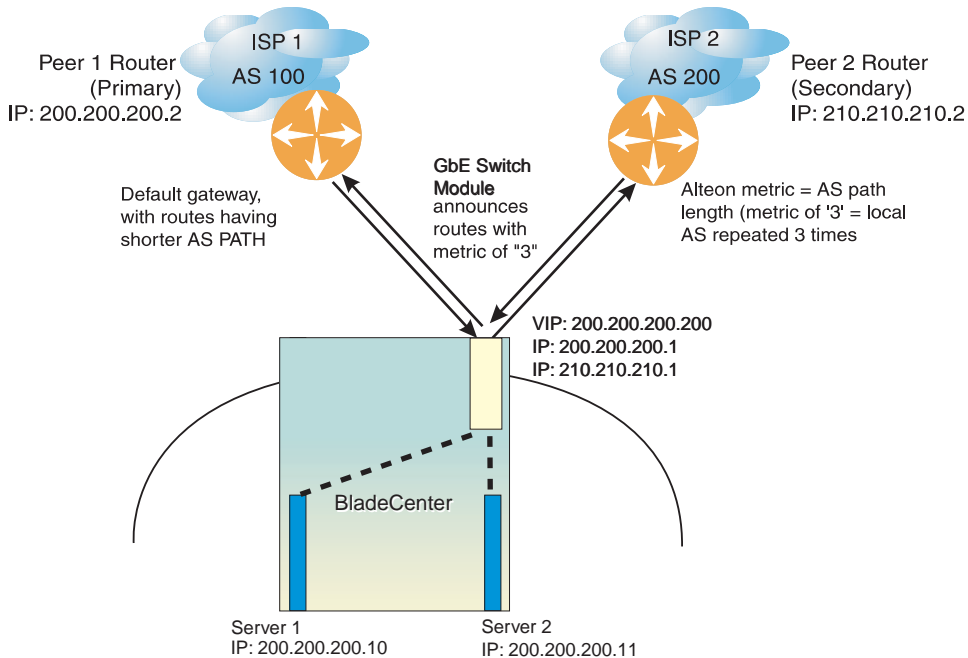 ISP 1
AS 100
Peer 1 Router
(Primary)
IP: 200.200.200.2
ISP 2
AS 200
Peer 2 Router
(Secondary)
IP: 210.210.210.2
Default gateway,
with routes having
shorter AS PATH
GbE Switch
Module
announces
routes with
metric of "3"
Alteon metric = AS path
length (metric of '3' = local
AS repeated 3 times
VIP: 200.200.200.200
IP: 200.200.200.1
IP: 210.210.210.1
BladeCenter
Server 1
IP: 200.200.200.10
Server 2
IP: 200.200.200.11